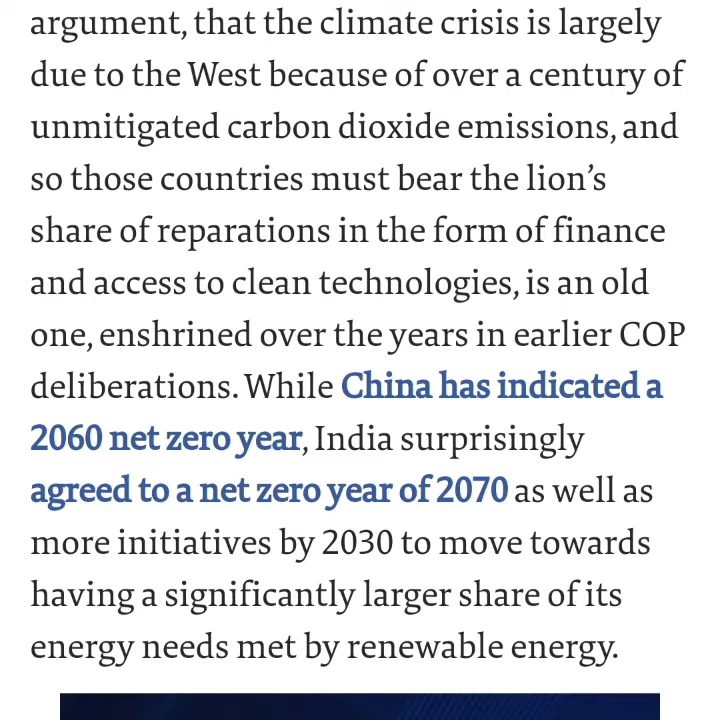 argument, that the climate crisis is largely
due to the West because of over a century of
unmitigated carbon dioxide emissions, and
so those countries must bear the lion’s
share of reparations in the form of finance
and access to clean technologies, is an old
one, enshrined over the years in earlier COP
deliberations. While China has indicated a
2060 net zero year, India surprisingly
agreed to a net zero year of 2070 as well as
more initiatives by 2030 to move towards
having a significantly larger share of its
energy needs met by renewable energy.